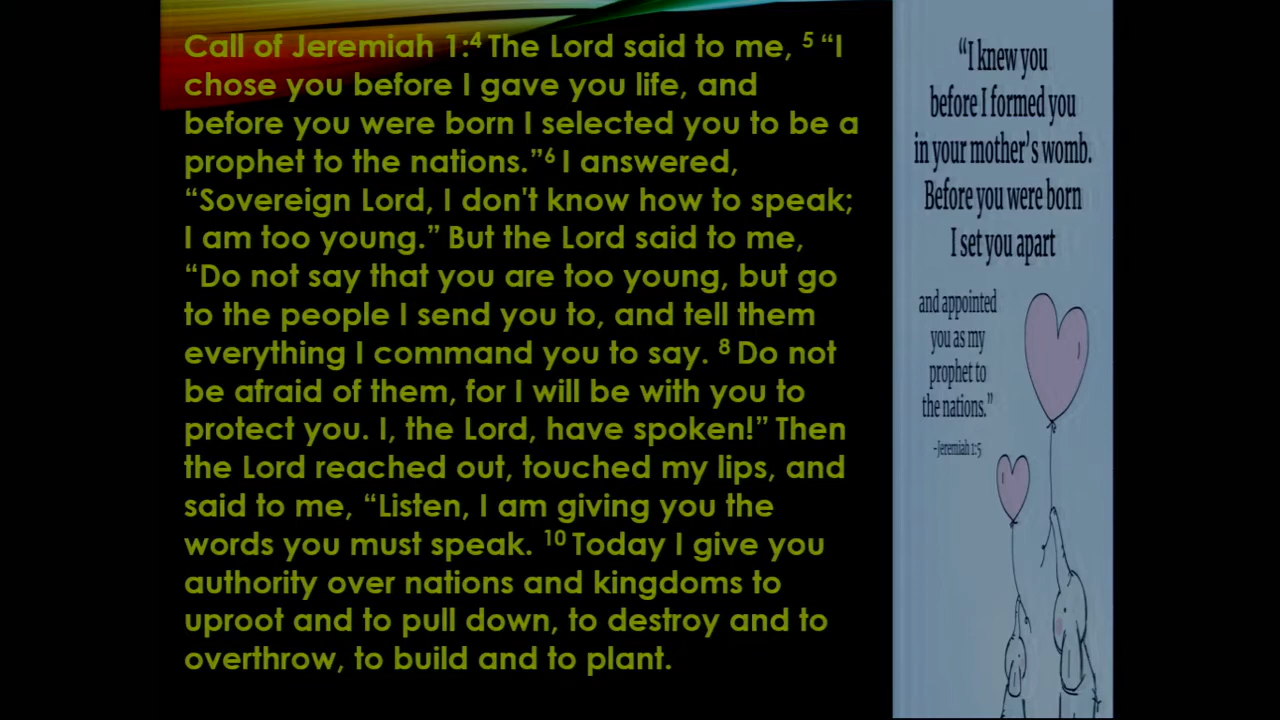 Call of Jeremiah 1:⁴ The Lord said to me, ⁵ “I
chose you before I gave you life, and
before you were born I selected you to be a
prophet to the nations.”⁶ I answered,
“Sovereign Lord, I don't know how to speak;
I am too young.” But the Lord said to me,
“Do not say that you are too young, but go
to the people I send you to, and tell them
everything I command you to say. ⁸ Do not
be afraid of them, for I will be with you to
protect you. I, the Lord, have spoken!” Then
the Lord reached out, touched my lips, and
said to me, “Listen, I am giving you the
words you must speak. ¹⁰ Today I give you
authority over nations and kingdoms to
uproot and to pull down, to destroy and to
overthrow, to build and to plant.
“I knew you
before I formed you
in your mother’s womb.
Before you were born
I set you apart
and appointed
you as my
prophet to
the nations.”
-Jeremiah 1:5